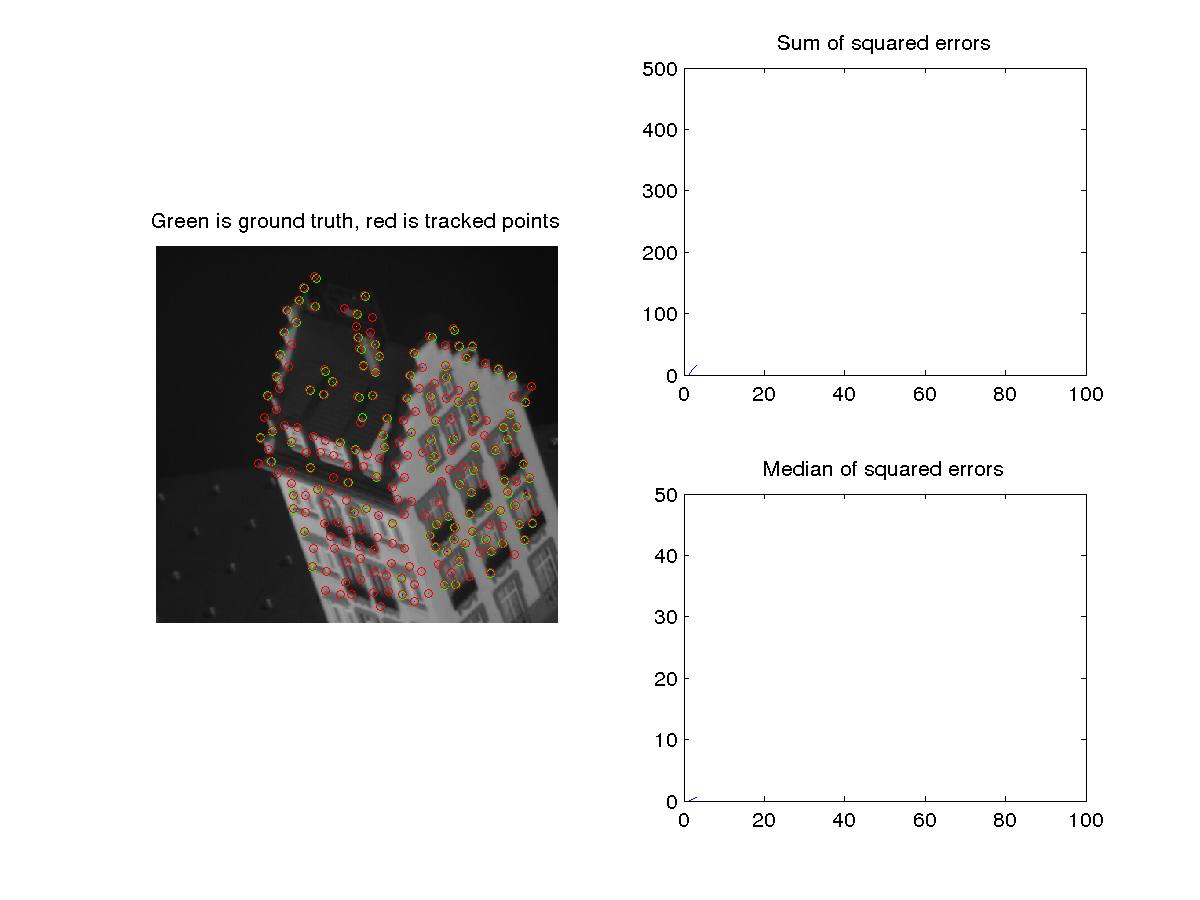 Green is ground truth, red is tracked points
Sum of squared errors
500
400
300
200
100
0
0 20 40 60 80 100
Median of squared errors
50
40
30
20
10
0
0 20 40 60 80 100